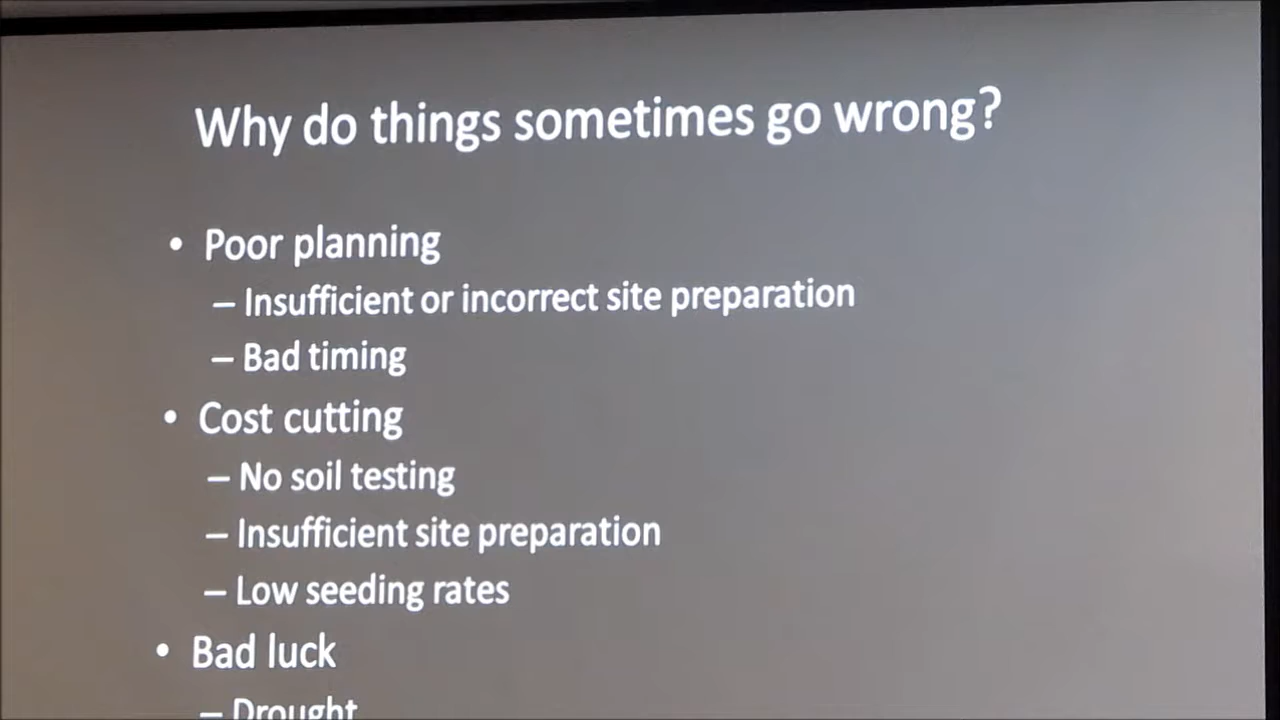 Why do things sometimes go wrong?
• Poor planning
– Insufficient or incorrect site preparation
– Bad timing
• Cost cutting
– No soil testing
– Insufficient site preparation
– Low seeding rates
• Bad luck
– Drought